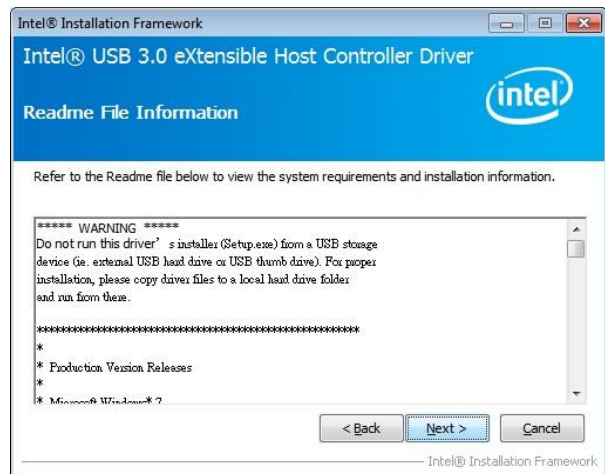 Intel® Installation Framework
Intel® USB 3.0 eXtensible Host Controller Driver
intel
Readme File Information
Refer to the Readme file below to view the system requirements and installation information.
***** WARNING *****
Do not run this driver’s installer (Setup.exe) from a USB storage
device (ie. external USB hard drive or USB thumb drive). For proper
installation, please copy driver files to a local hard drive folder
and run from there.
************************************************************
*
* Production Version Releases
*
* Microsoft Windows* 7
< Back
Next >
Cancel
Intel® Installation Framework